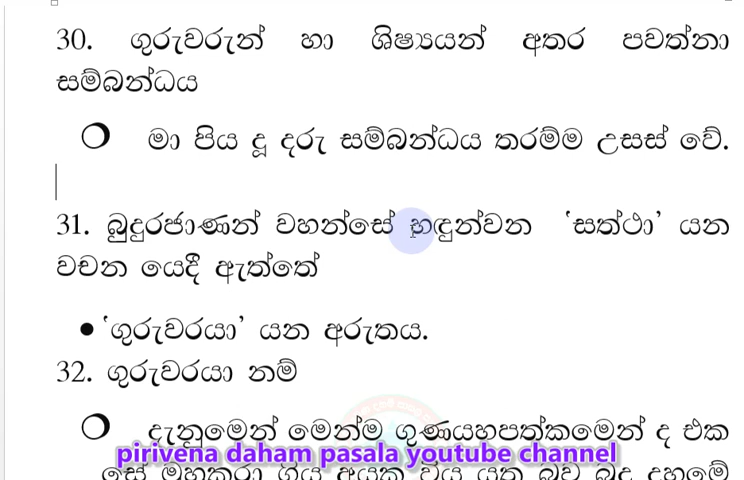 30. ගුරුවරුන් හා ශිෂ්‍යයන් අතර පවත්නා
සම්බන්ධය
මා පිය දූ දරු සම්බන්ධය තරම්ම උසස් වේ.
31. බුදුරජාණන් වහන්සේ හඳුන්වන ‘සත්ථා’ යන
වචන යෙදී ඇත්තේ
• ‘ගුරුවරයා’ යන අරුතය.
32. ගුරුවරයා නම්
දැනුමෙන් මෙන්ම ගුණයහපත්කමෙන් ද එක
pirivena daham pasala youtube channel
සේ